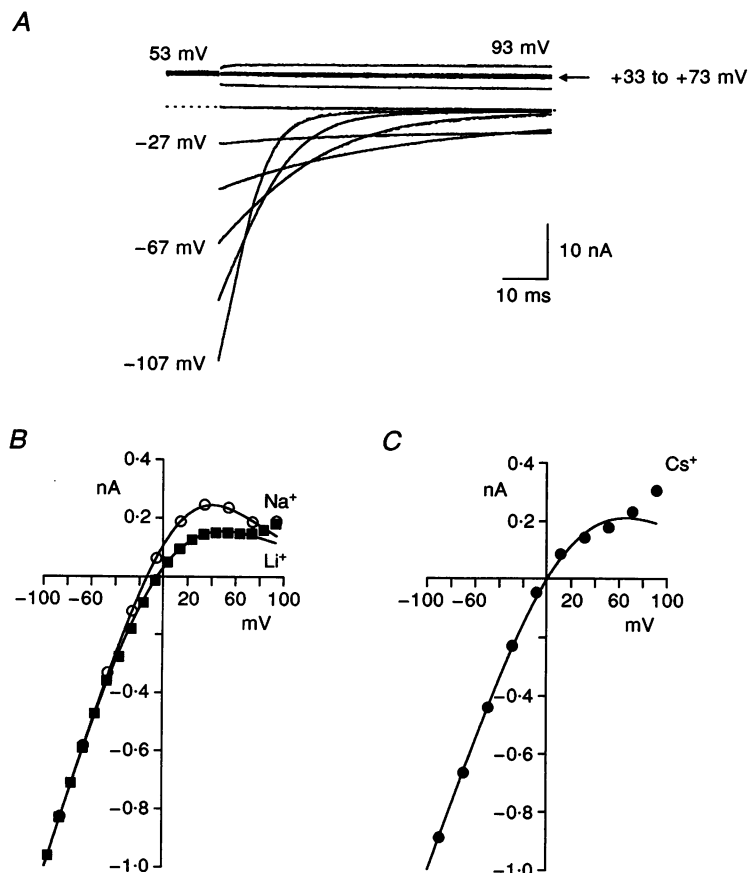 A
53 mV
93 mV
+33 to +73 mV
−27 mV
−67 mV
−107 mV
10 nA
10 ms
B
0·4
nA
0·2
Na⁺
Li⁺
−100 −60
20 60 100
mV
−0·4
−0·6
−0·8
−1·0
C
0·4
nA
0·2
Cs⁺
−100 −60
20 60 100
mV
−0·4
−0·6
−0·8
−1·0